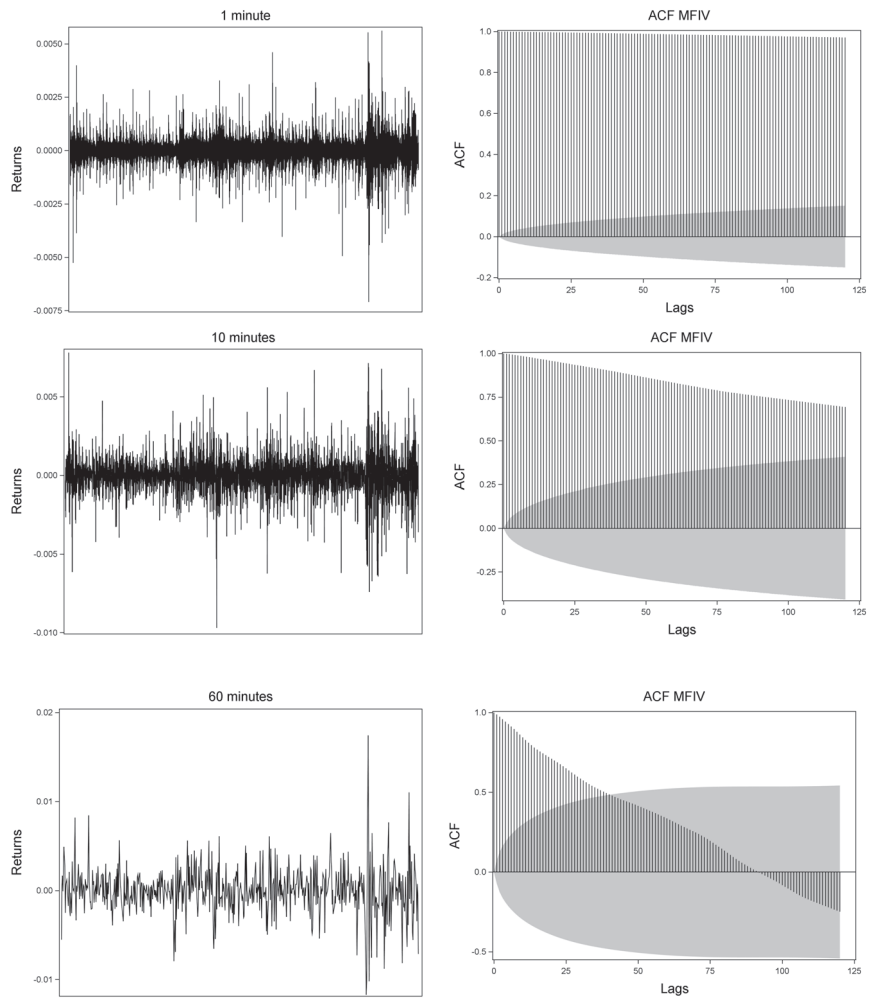 1 minute
0.0050
0.0025
0.0000
-0.0025
-0.0050
-0.0075
Returns
ACF MFIV
1.0
0.8
0.6
0.4
0.2
0.0
-0.2
ACF
0 25 50 75 100 125
Lags
10 minutes
0.005
0.000
-0.005
-0.010
Returns
ACF MFIV
1.00
0.75
0.50
0.25
0.00
-0.25
ACF
0 25 50 75 100 125
Lags
60 minutes
0.02
0.01
0.00
-0.01
Returns
ACF MFIV
1.0
0.5
0.0
-0.5
ACF
0 25 50 75 100 125
Lags